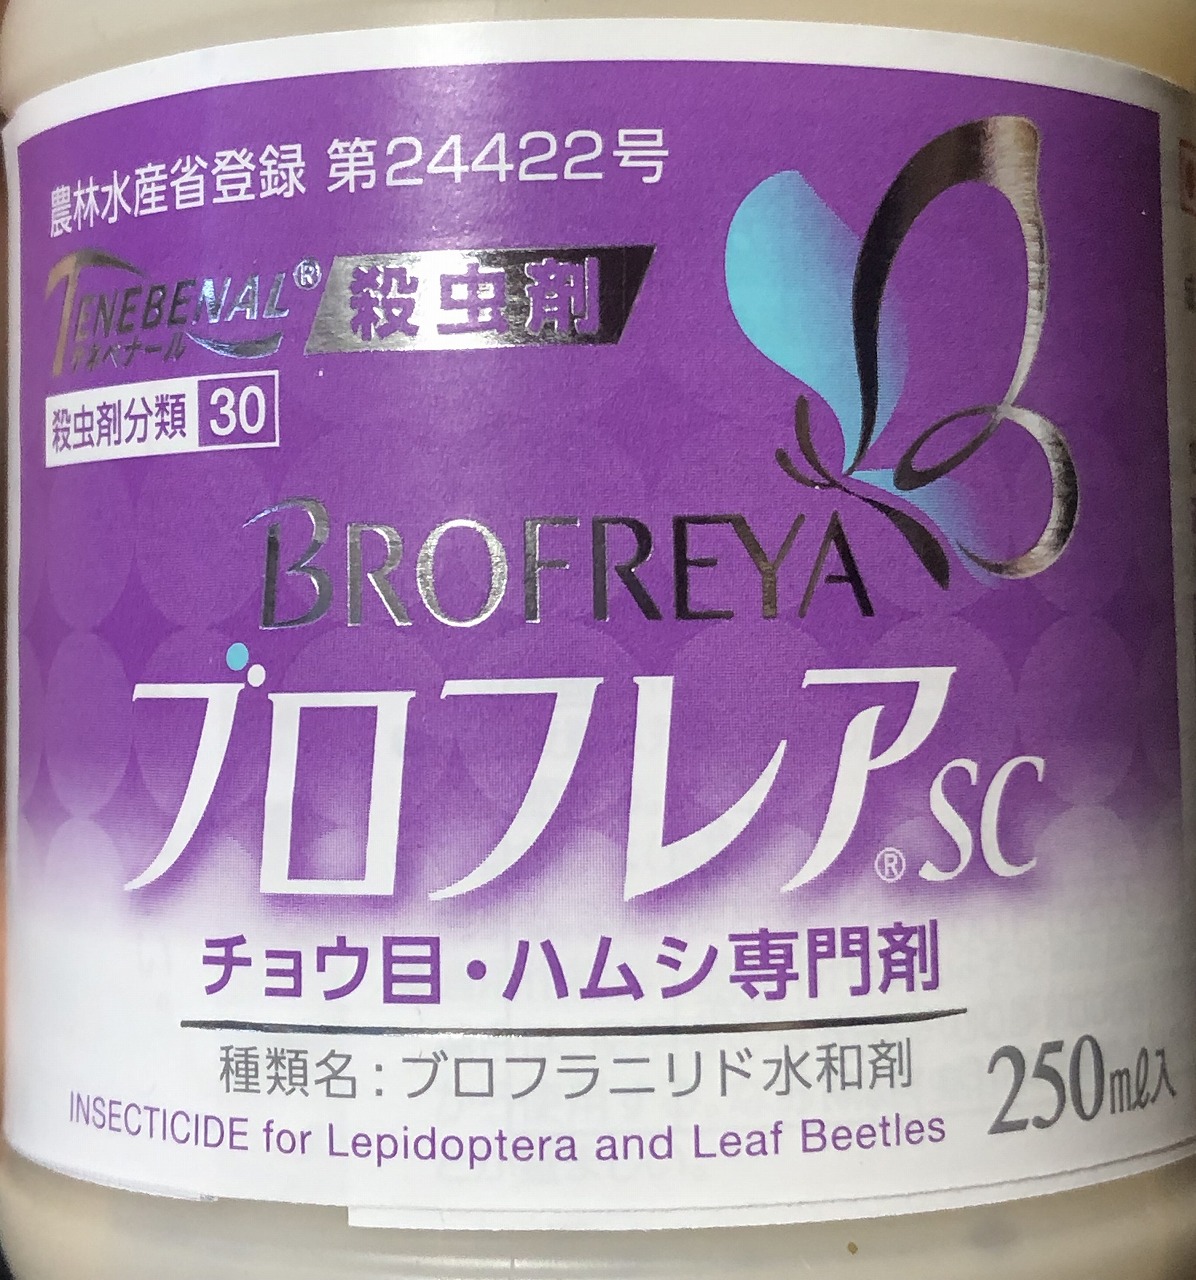 農林水産省登録 第24422号
TENEBENAL® 殺虫剤
テネベナール
殺虫剤分類 30
BROFREYA
ブロフレア®SC
チョウ目・ハムシ専門剤
種類名:ブロフラニリド水和剤
250mℓ入
INSECTICIDE for Lepidoptera and Leaf Beetles